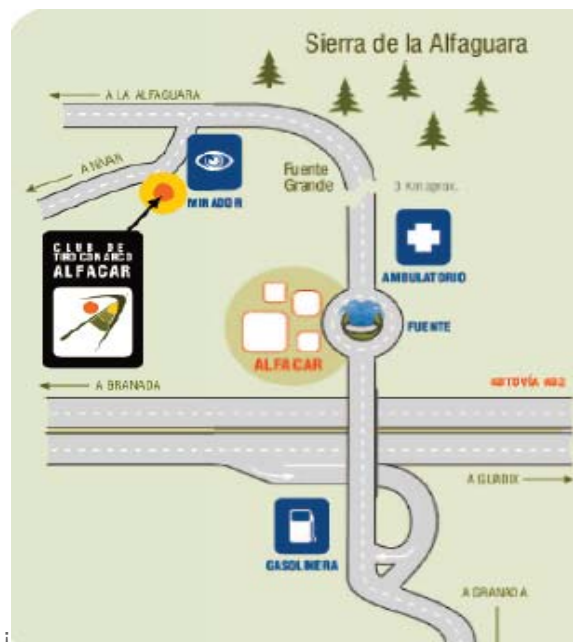 Sierra de la Alfaguara
A LA ALFAGUARA
A NIVAR
MIRADOR
Fuente
Grande
3 Km aprox.
CLUB DE
TIRO CON ARCO
ALFACAR
AMBULATORIO
FUENTE
ALFACAR
A GRANADA
AUTOVÍA A92
A GUADIX
GASOLINERA
A GRANADA
i